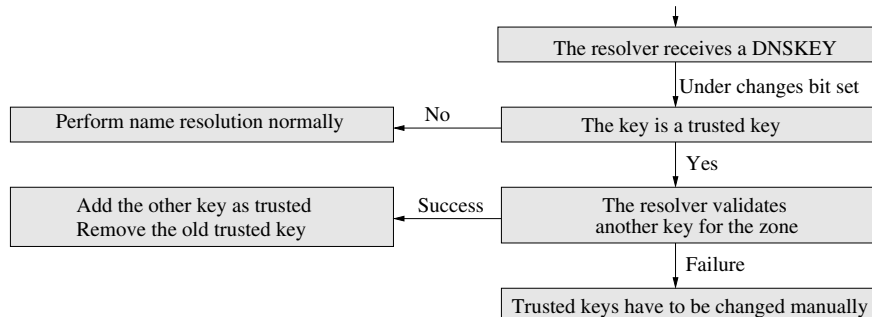 The resolver receives a DNSKEY
Under changes bit set
Perform name resolution normally
No
The key is a trusted key
Yes
Add the other key as trusted
Remove the old trusted key
Success
The resolver validates
another key for the zone
Failure
Trusted keys have to be changed manually